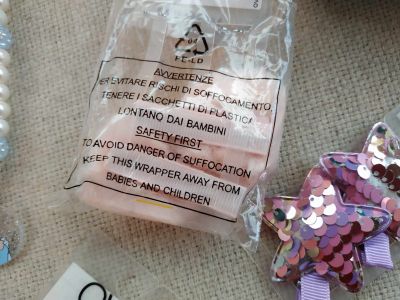 04
PE-LD
AVVERTENZE
PER EVITARE RISCHI DI SOFFOCAMENTO,
TENERE I SACCHETTI DI PLASTICA
LONTANO DAI BAMBINI
SAFETY FIRST
TO AVOID DANGER OF SUFFOCATION
KEEP THIS WRAPPER AWAY FROM
BABIES AND CHILDREN